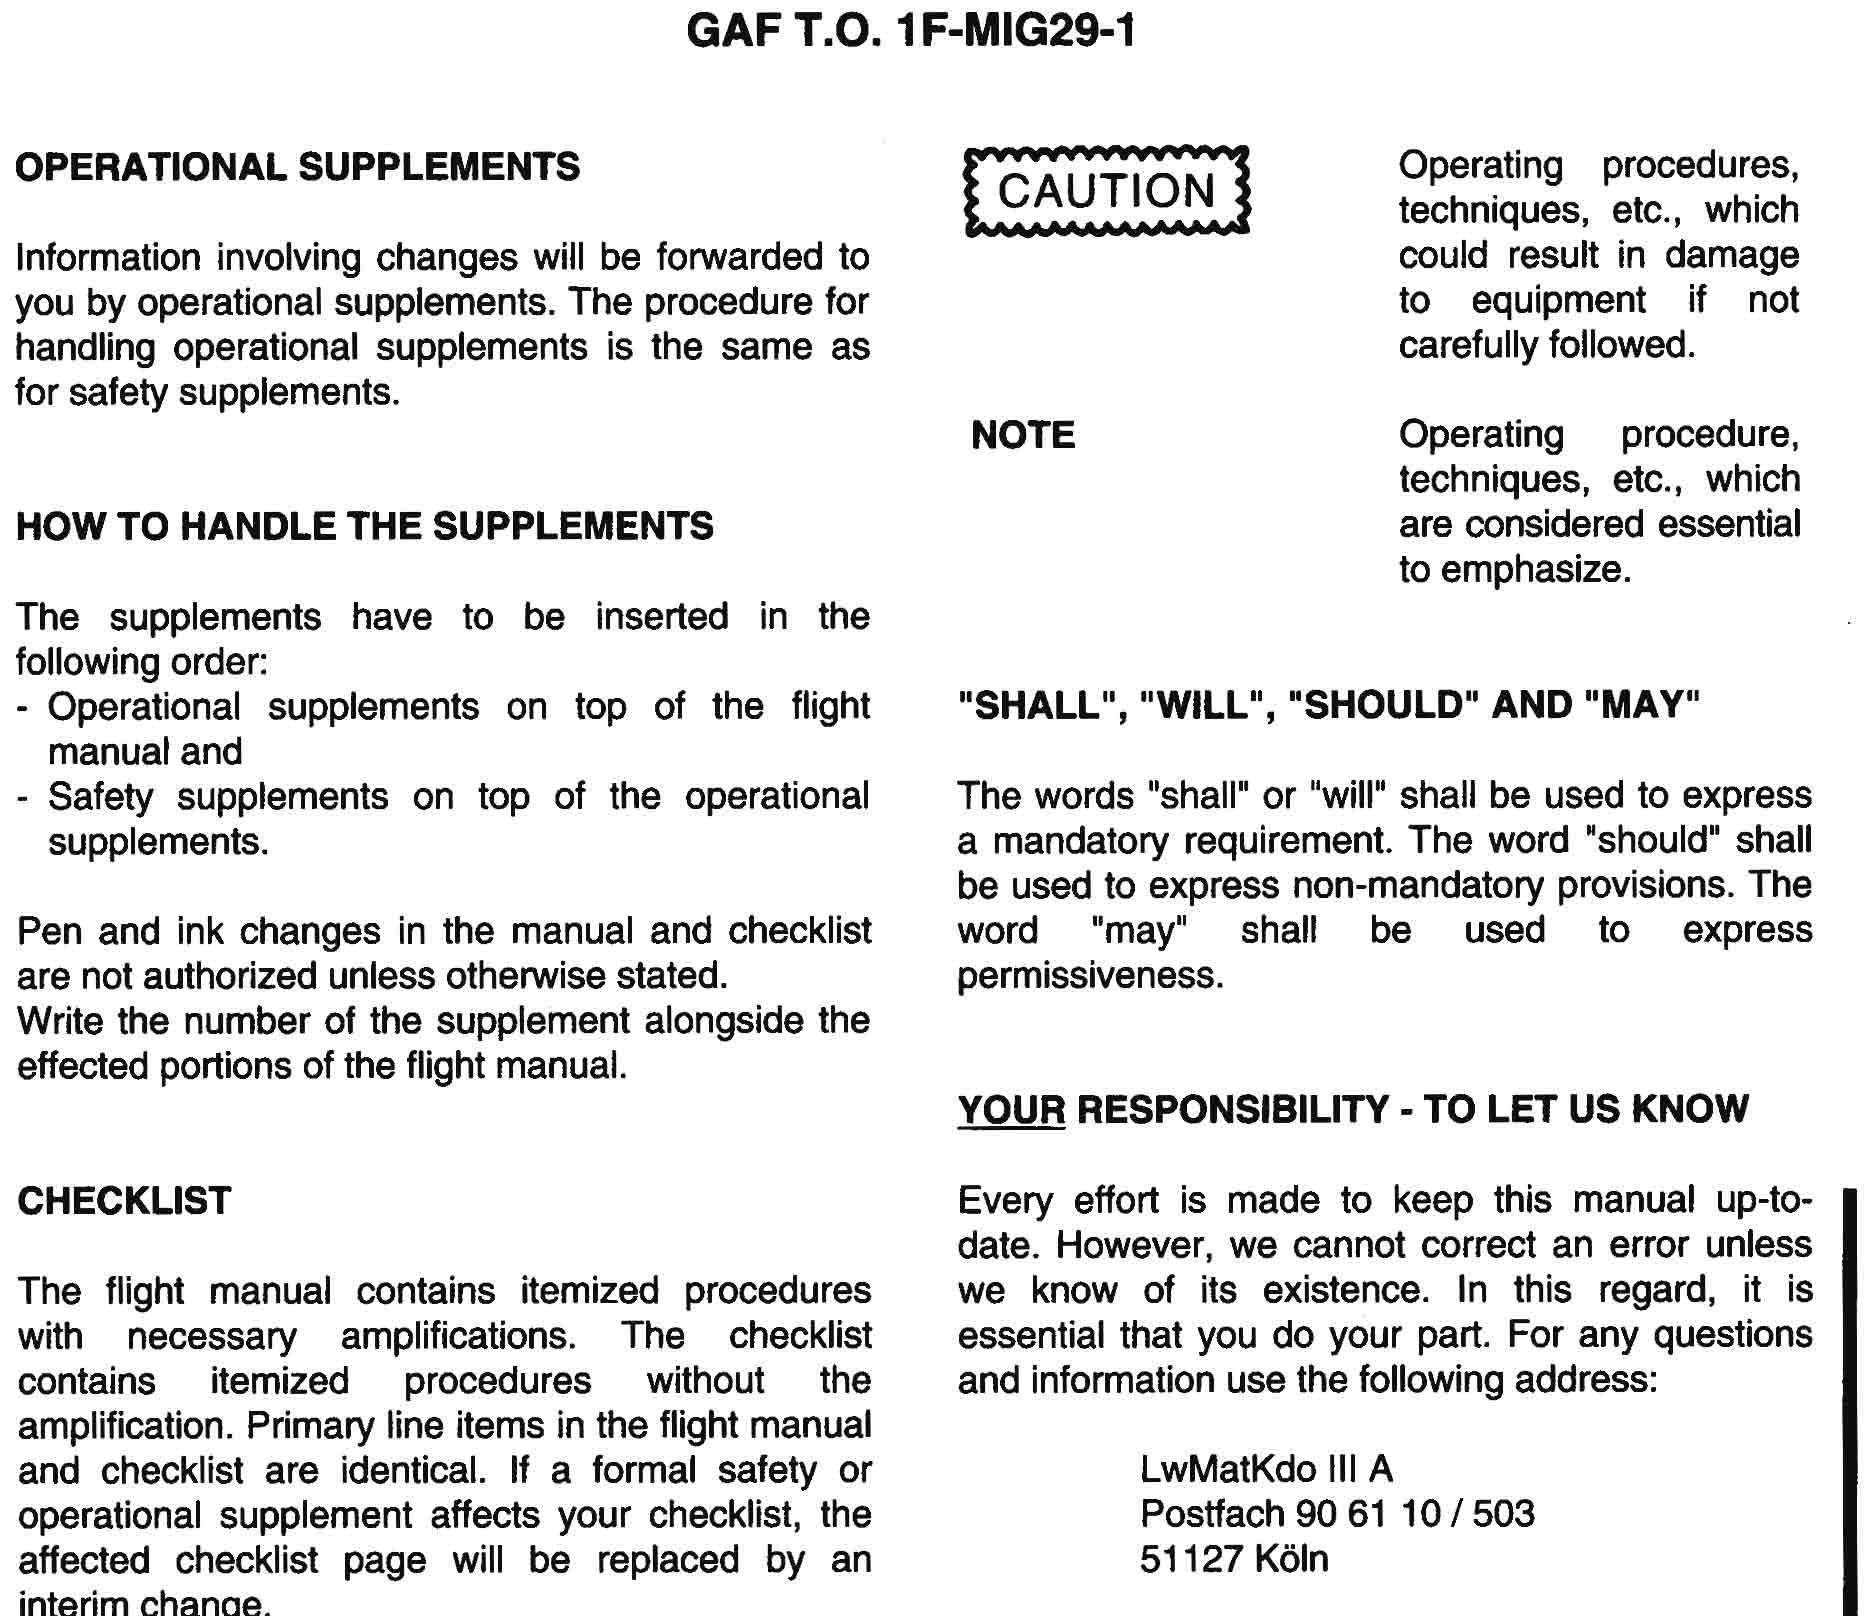 GAF T.O. 1F-MIG29-1
OPERATIONAL SUPPLEMENTS
Information involving changes will be forwarded to
you by operational supplements. The procedure for
handling operational supplements is the same as
for safety supplements.
HOW TO HANDLE THE SUPPLEMENTS
The supplements have to be inserted in the
following order:
- Operational supplements on top of the flight
manual and
- Safety supplements on top of the operational
supplements.
Pen and ink changes in the manual and checklist
are not authorized unless otherwise stated.
Write the number of the supplement alongside the
effected portions of the flight manual.
CHECKLIST
The flight manual contains itemized procedures
with necessary amplifications. The checklist
contains itemized procedures without the
amplification. Primary line items in the flight manual
and checklist are identical. If a formal safety or
operational supplement affects your checklist, the
affected checklist page will be replaced by an
interim change.
CAUTION
Operating procedures,
techniques, etc., which
could result in damage
to equipment if not
carefully followed.
NOTE
Operating procedure,
techniques, etc., which
are considered essential
to emphasize.
"SHALL", "WILL", "SHOULD" AND "MAY"
The words "shall" or "will" shall be used to express
a mandatory requirement. The word "should" shall
be used to express non-mandatory provisions. The
word "may" shall be used to express
permissiveness.
YOUR RESPONSIBILITY - TO LET US KNOW
Every effort is made to keep this manual up-to-
date. However, we cannot correct an error unless
we know of its existence. In this regard, it is
essential that you do your part. For any questions
and information use the following address:
LwMatKdo III A
Postfach 90 61 10 / 503
51127 Köln